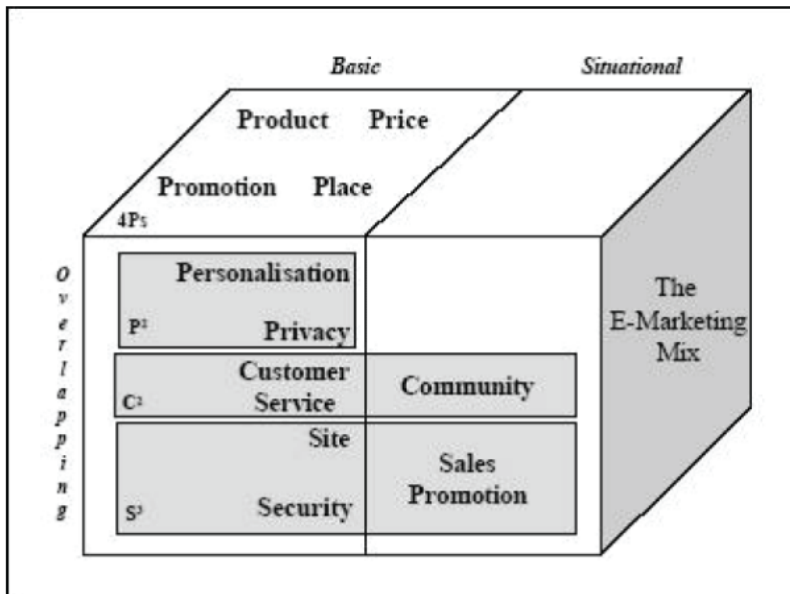 Basic Situational
Product Price
Promotion Place
4Ps
Overlapping
Personalisation
P² Privacy
Customer
Service
C²
Community
Site
S³ Security
Sales
Promotion
The
E-Marketing
Mix